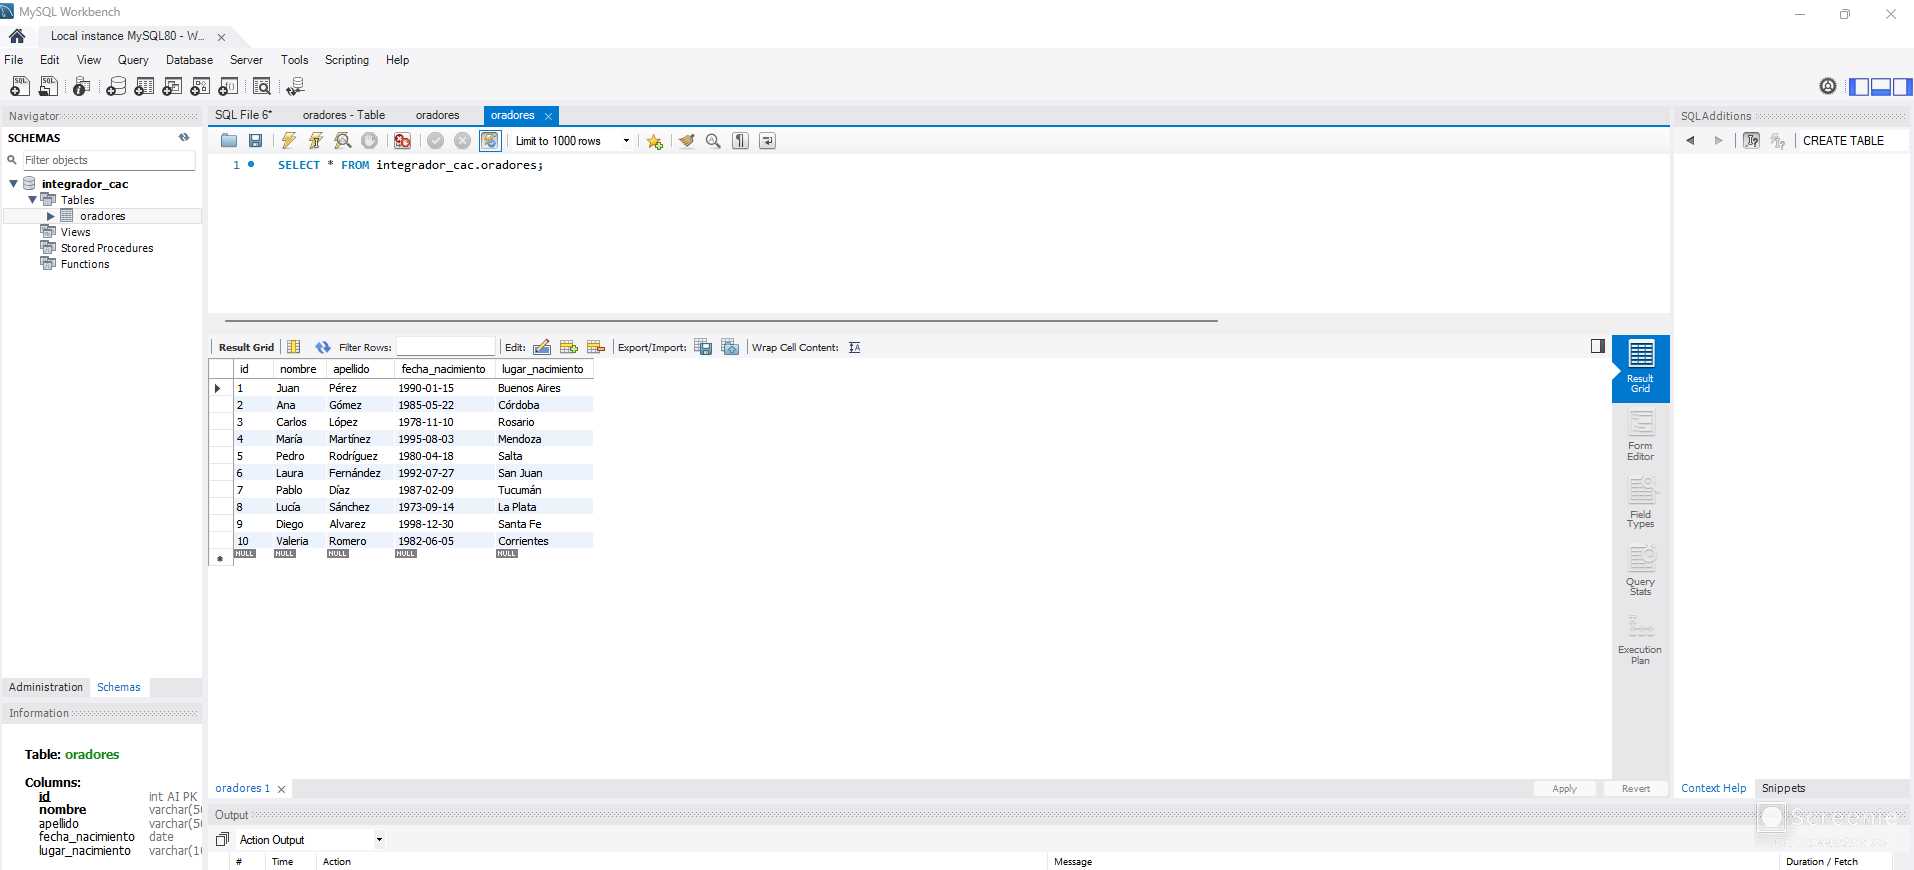 MySQL Workbench
Local instance MySQL80 - W...
File Edit View Query Database Server Tools Scripting Help
Navigator
SCHEMAS
Filter objects
integrador_cac
Tables
oradores
Views
Stored Procedures
Functions
Administration Schemas
Information
Table: oradores
Columns:
id int AI PK
nombre varchar(50
apellido varchar(50
fecha_nacimiento date
lugar_nacimiento varchar(10
SQL File 6* oradores - Table oradores oradores
Limit to 1000 rows
1 SELECT * FROM integrador_cac.oradores;
Result Grid Filter Rows: Edit: Export/Import: Wrap Cell Content:
id nombre apellido fecha_nacimiento lugar_nacimiento
1 Juan Pérez 1990-01-15 Buenos Aires
2 Ana Gómez 1985-05-22 Córdoba
3 Carlos López 1978-11-10 Rosario
4 María Martínez 1995-08-03 Mendoza
5 Pedro Rodríguez 1980-04-18 Salta
6 Laura Fernández 1992-07-27 San Juan
7 Pablo Díaz 1987-02-09 Tucumán
8 Lucía Sánchez 1973-09-14 La Plata
9 Diego Alvarez 1998-12-30 Santa Fe
10 Valeria Romero 1982-06-05 Corrientes
NULL NULL NULL NULL NULL
Result
Grid
Form
Editor
Field
Types
Query
Stats
Execution
Plan
oradores 1 Apply Revert
Output
Action Output
# Time Action Message Duration / Fetch
SQLAdditions
CREATE TABLE
Context Help Snippets